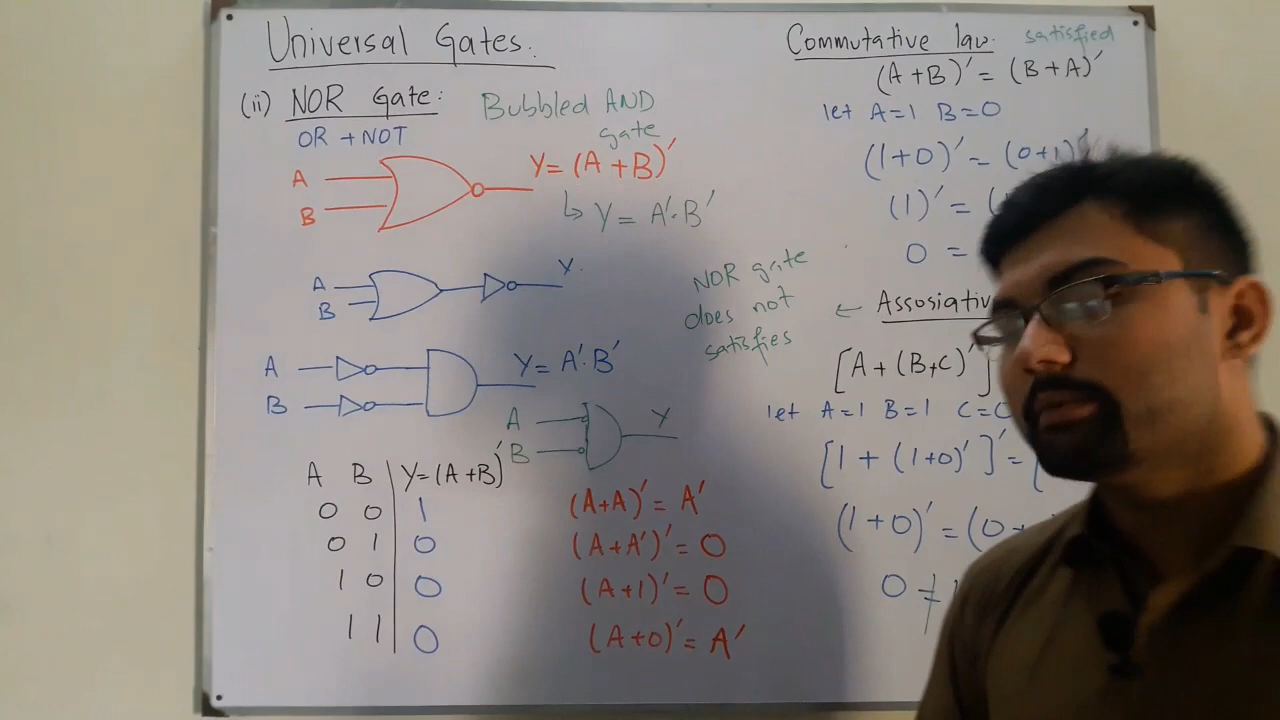 Universal Gates.
(ii) NOR Gate:
OR + NOT
Bubbled AND
gate
A
B
Y = (A + B)'
↳ Y = A'·B'
A
B
Y
A
B
Y = A'·B'
A
B
Y
A B Y=(A+B)'
0 0 1
0 1 0
1 0 0
1 1 0
(A+A)' = A'
(A+A')' = 0
(A+1)' = 0
(A+0)' = A'
NOR gate
does not
satisfies
Commutative law. satisfied
(A+B)' = (B+A)'
let A=1 B=0
(1+0)' = (0+1)'
(1)' = (
0 =
← Assosiativ
[A + (B+C)']
let A=1 B=1 C=0
[1 + (1+0)']' = [
(1+0)' = (0+
0 ≠